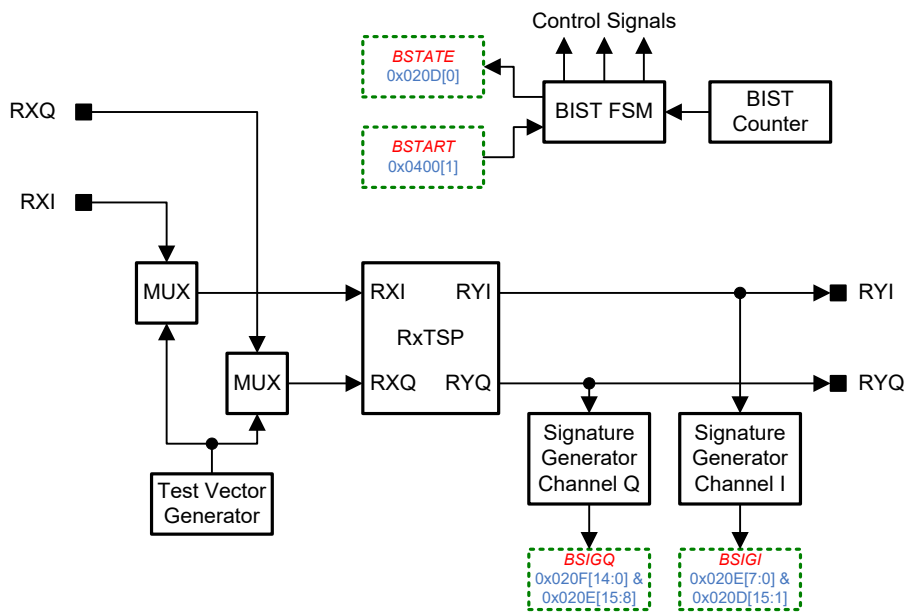 Control Signals
BSTATE
0x020D[0]
BIST FSM
BIST
Counter
BSTART
0x0400[1]
RXQ
RXI
MUX
RXI
RYI
RYI
RxTSP
MUX
RXQ
RYQ
RYQ
Test Vector
Generator
Signature
Generator
Channel Q
Signature
Generator
Channel I
BSIGQ
0x020F[14:0] &
0x020E[15:8]
BSIGI
0x020E[7:0] &
0x020D[15:1]